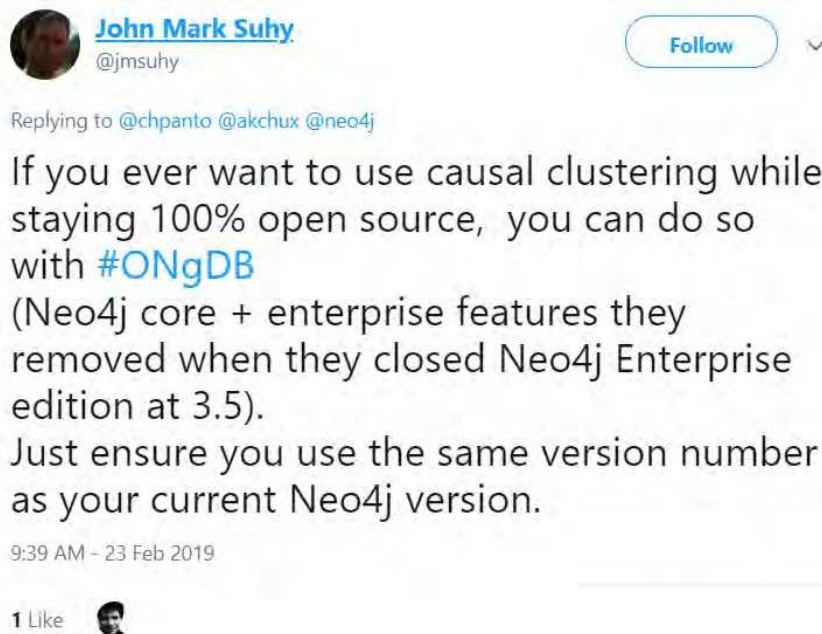 John Mark Suhy
@jmsuhy
Follow
Replying to @chpanto @akchux @neo4j
If you ever want to use causal clustering while
staying 100% open source, you can do so
with #ONgDB
(Neo4j core + enterprise features they
removed when they closed Neo4j Enterprise
edition at 3.5).
Just ensure you use the same version number
as your current Neo4j version.
9:39 AM - 23 Feb 2019
1 Like